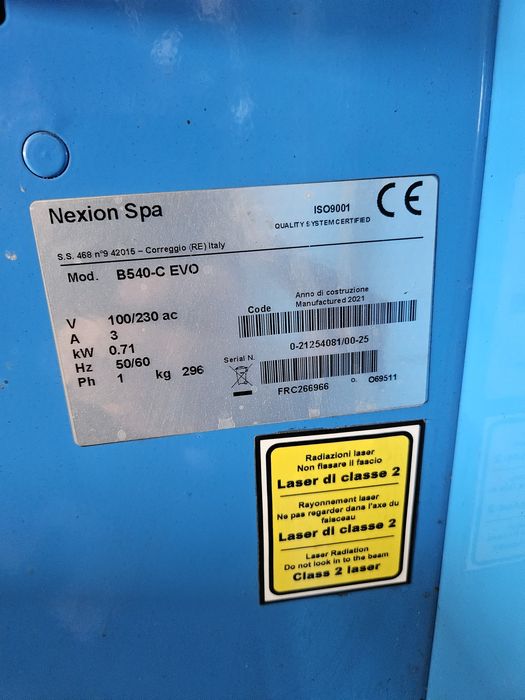 Nexion Spa
ISO9001
QUALITY SYSTEM CERTIFIED
CE
S.S. 468 n°9 42015 – Correggio (RE) Italy
Mod. B540-C EVO
Anno di costruzione
Manufactured 2021
V 100/230 ac
Code
A 3
0-21254081/00-25
kW 0.71
Hz 50/60
Serial N.
Ph 1 kg 296
FRC266966 o. O69511
Radiazioni laser
Non fissare il fascio
Laser di classe 2
Rayonnement laser
Ne pas regarder dans l'axe du
faisceau
Laser di classe 2
Laser Radiation
Do not look in to the beam
Class 2 laser